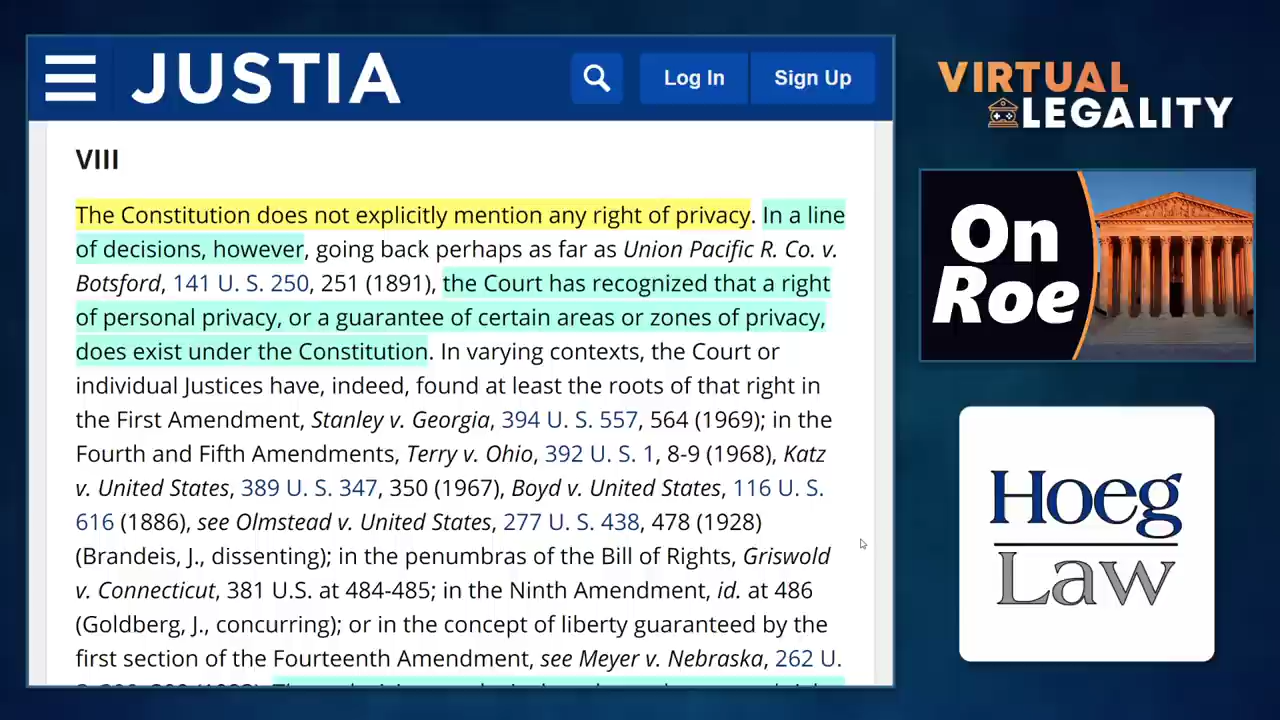 JUSTIA
Log In
Sign Up
VIII
The Constitution does not explicitly mention any right of privacy. In a line
of decisions, however, going back perhaps as far as Union Pacific R. Co. v.
Botsford, 141 U. S. 250, 251 (1891), the Court has recognized that a right
of personal privacy, or a guarantee of certain areas or zones of privacy,
does exist under the Constitution. In varying contexts, the Court or
individual Justices have, indeed, found at least the roots of that right in
the First Amendment, Stanley v. Georgia, 394 U. S. 557, 564 (1969); in the
Fourth and Fifth Amendments, Terry v. Ohio, 392 U. S. 1, 8-9 (1968), Katz
v. United States, 389 U. S. 347, 350 (1967), Boyd v. United States, 116 U. S.
616 (1886), see Olmstead v. United States, 277 U. S. 438, 478 (1928)
(Brandeis, J., dissenting); in the penumbras of the Bill of Rights, Griswold
v. Connecticut, 381 U.S. at 484-485; in the Ninth Amendment, id. at 486
(Goldberg, J., concurring); or in the concept of liberty guaranteed by the
first section of the Fourteenth Amendment, see Meyer v. Nebraska, 262 U.
VIRTUAL
LEGALITY
On
Roe
Hoeg
Law